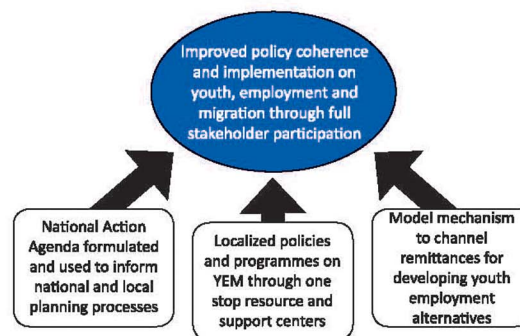 Improved policy coherence
and implementation on
youth, employment and
migration through full
stakeholder participation
National Action
Agenda formulated
and used to inform
national and local
planning processes
Localized policies
and programmes on
YEM through one
stop resource and
support centers
Model mechanism
to channel
remittances for
developing youth
employment
alternatives